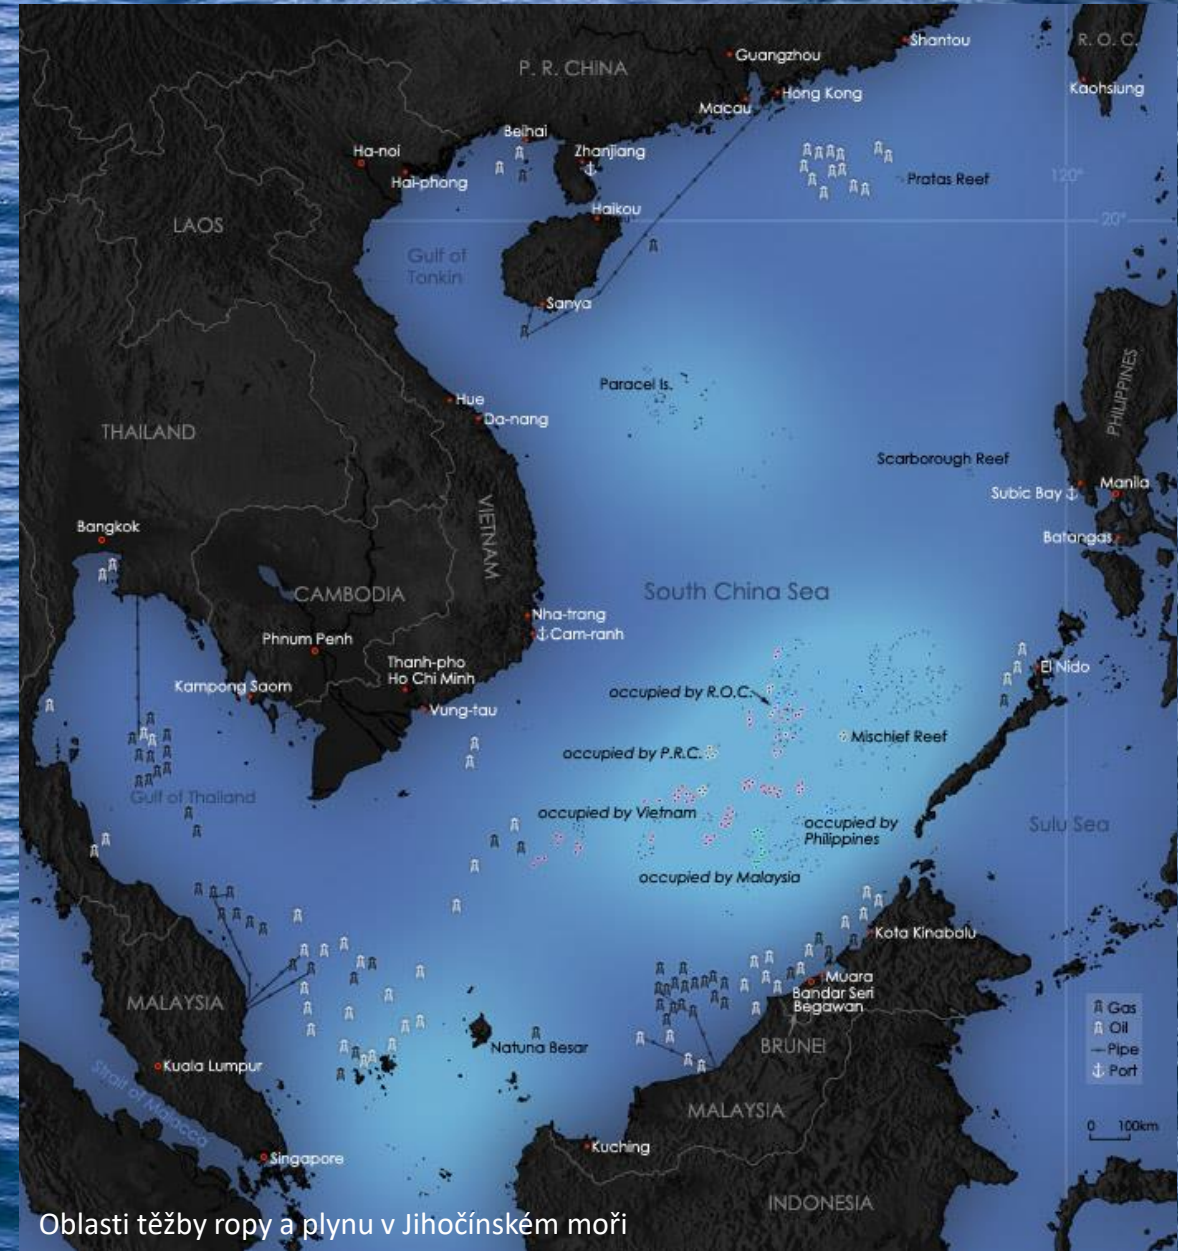 R. O. C.
Shantou
Guangzhou
P. R. CHINA
Kaohsiung
Hong Kong
Macau
Beihai
Zhanjiang
Ha-noi
Hai-phong
Pratas Reef
120°
Haikou
20°
LAOS
Gulf of
Tonkin
Sanya
Paracel Is.
PHILIPPINES
Hue
Da-nang
THAILAND
Scarborough Reef
Subic Bay
Manila
Bangkok
VIETNAM
Batangas
CAMBODIA
South China Sea
Nha-trang
Cam-ranh
Phnum Penh
Thanh-pho
Ho Chi Minh
El Nido
Kampong Saom
occupied by R.O.C.
Vung-tau
Mischief Reef
occupied by P.R.C.
Gulf of Thailand
occupied by Vietnam
occupied by
Philippines
Sulu Sea
occupied by Malaysia
Kota Kinabalu
Muara
Bandar Seri
Begawan
MALAYSIA
Gas
Oil
Pipe
Port
Natuna Besar
BRUNEI
Kuala Lumpur
Strait of Malacca
MALAYSIA
0 100km
Kuching
Singapore
INDONESIA
Oblasti těžby ropy a plynu v Jihočínském moři